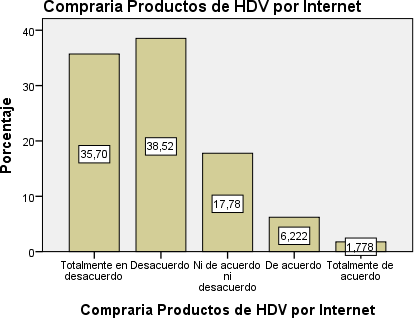 Compraria Productos de HDV por Internet
Porcentaje
40
30
20
10
0
35,70
38,52
17,78
6,222
1,778
Totalmente en
desacuerdo
Desacuerdo
Ni de acuerdo
ni
desacuerdo
De acuerdo
Totalmente de
acuerdo
Compraria Productos de HDV por Internet